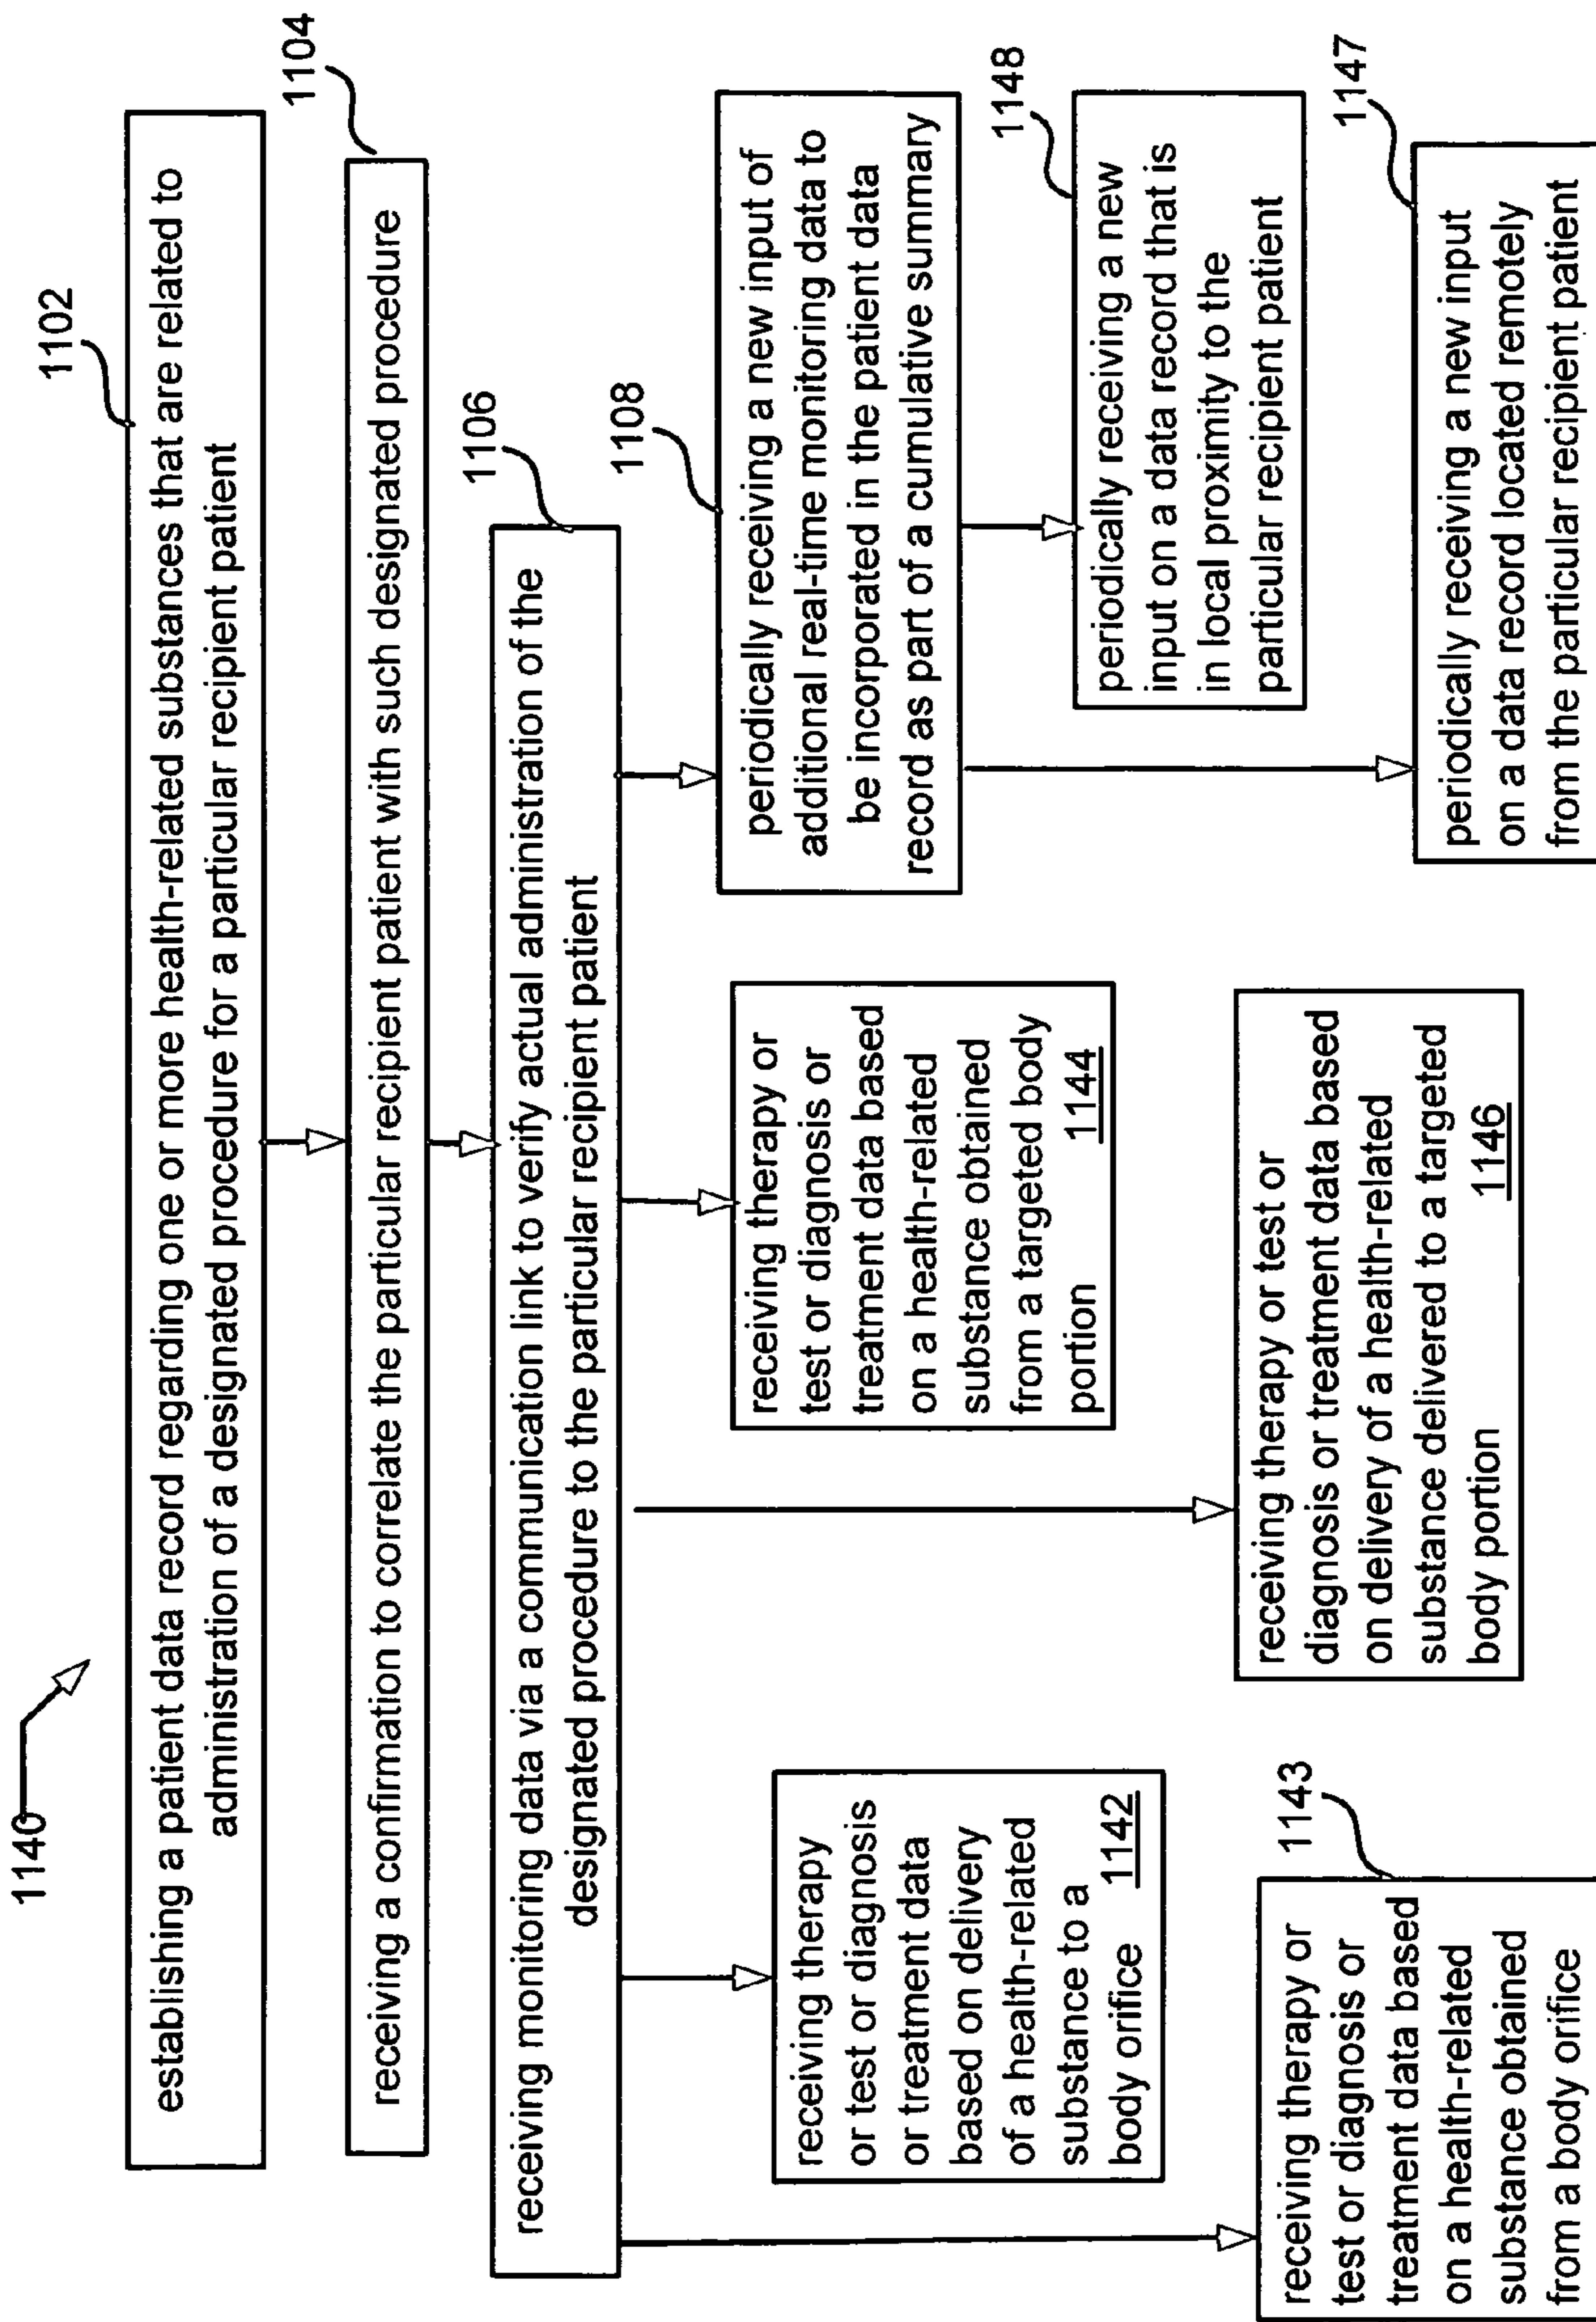 1140
1102
establishing a patient data record regarding one or more health-related substances that are related to
administration of a designated procedure for a particular recipient patient
1104
receiving a confirmation to correlate the particular recipient patient with such designated procedure
1106
receiving monitoring data via a communication link to verify actual administration of the
designated procedure to the particular recipient patient
1108
periodically receiving a new input of
additional real-time monitoring data to
be incorporated in the patient data
record as part of a cumulative summary
receiving therapy or
test or diagnosis or
treatment data based
on a health-related
substance obtained
from a targeted body
portion 1144
receiving therapy
or test or diagnosis
or treatment data
based on delivery
of a health-related
substance to a
body orifice 1142
1148
periodically receiving a new
input on a data record that is
in local proximity to the
particular recipient patient
receiving therapy or test or
diagnosis or treatment data based
on delivery of a health-related
substance delivered to a targeted
body portion 1146
1143
receiving therapy or
test or diagnosis or
treatment data based
on a health-related
substance obtained
from a body orifice
1147
periodically receiving a new input
on a data record located remotely
from the particular recipient patient